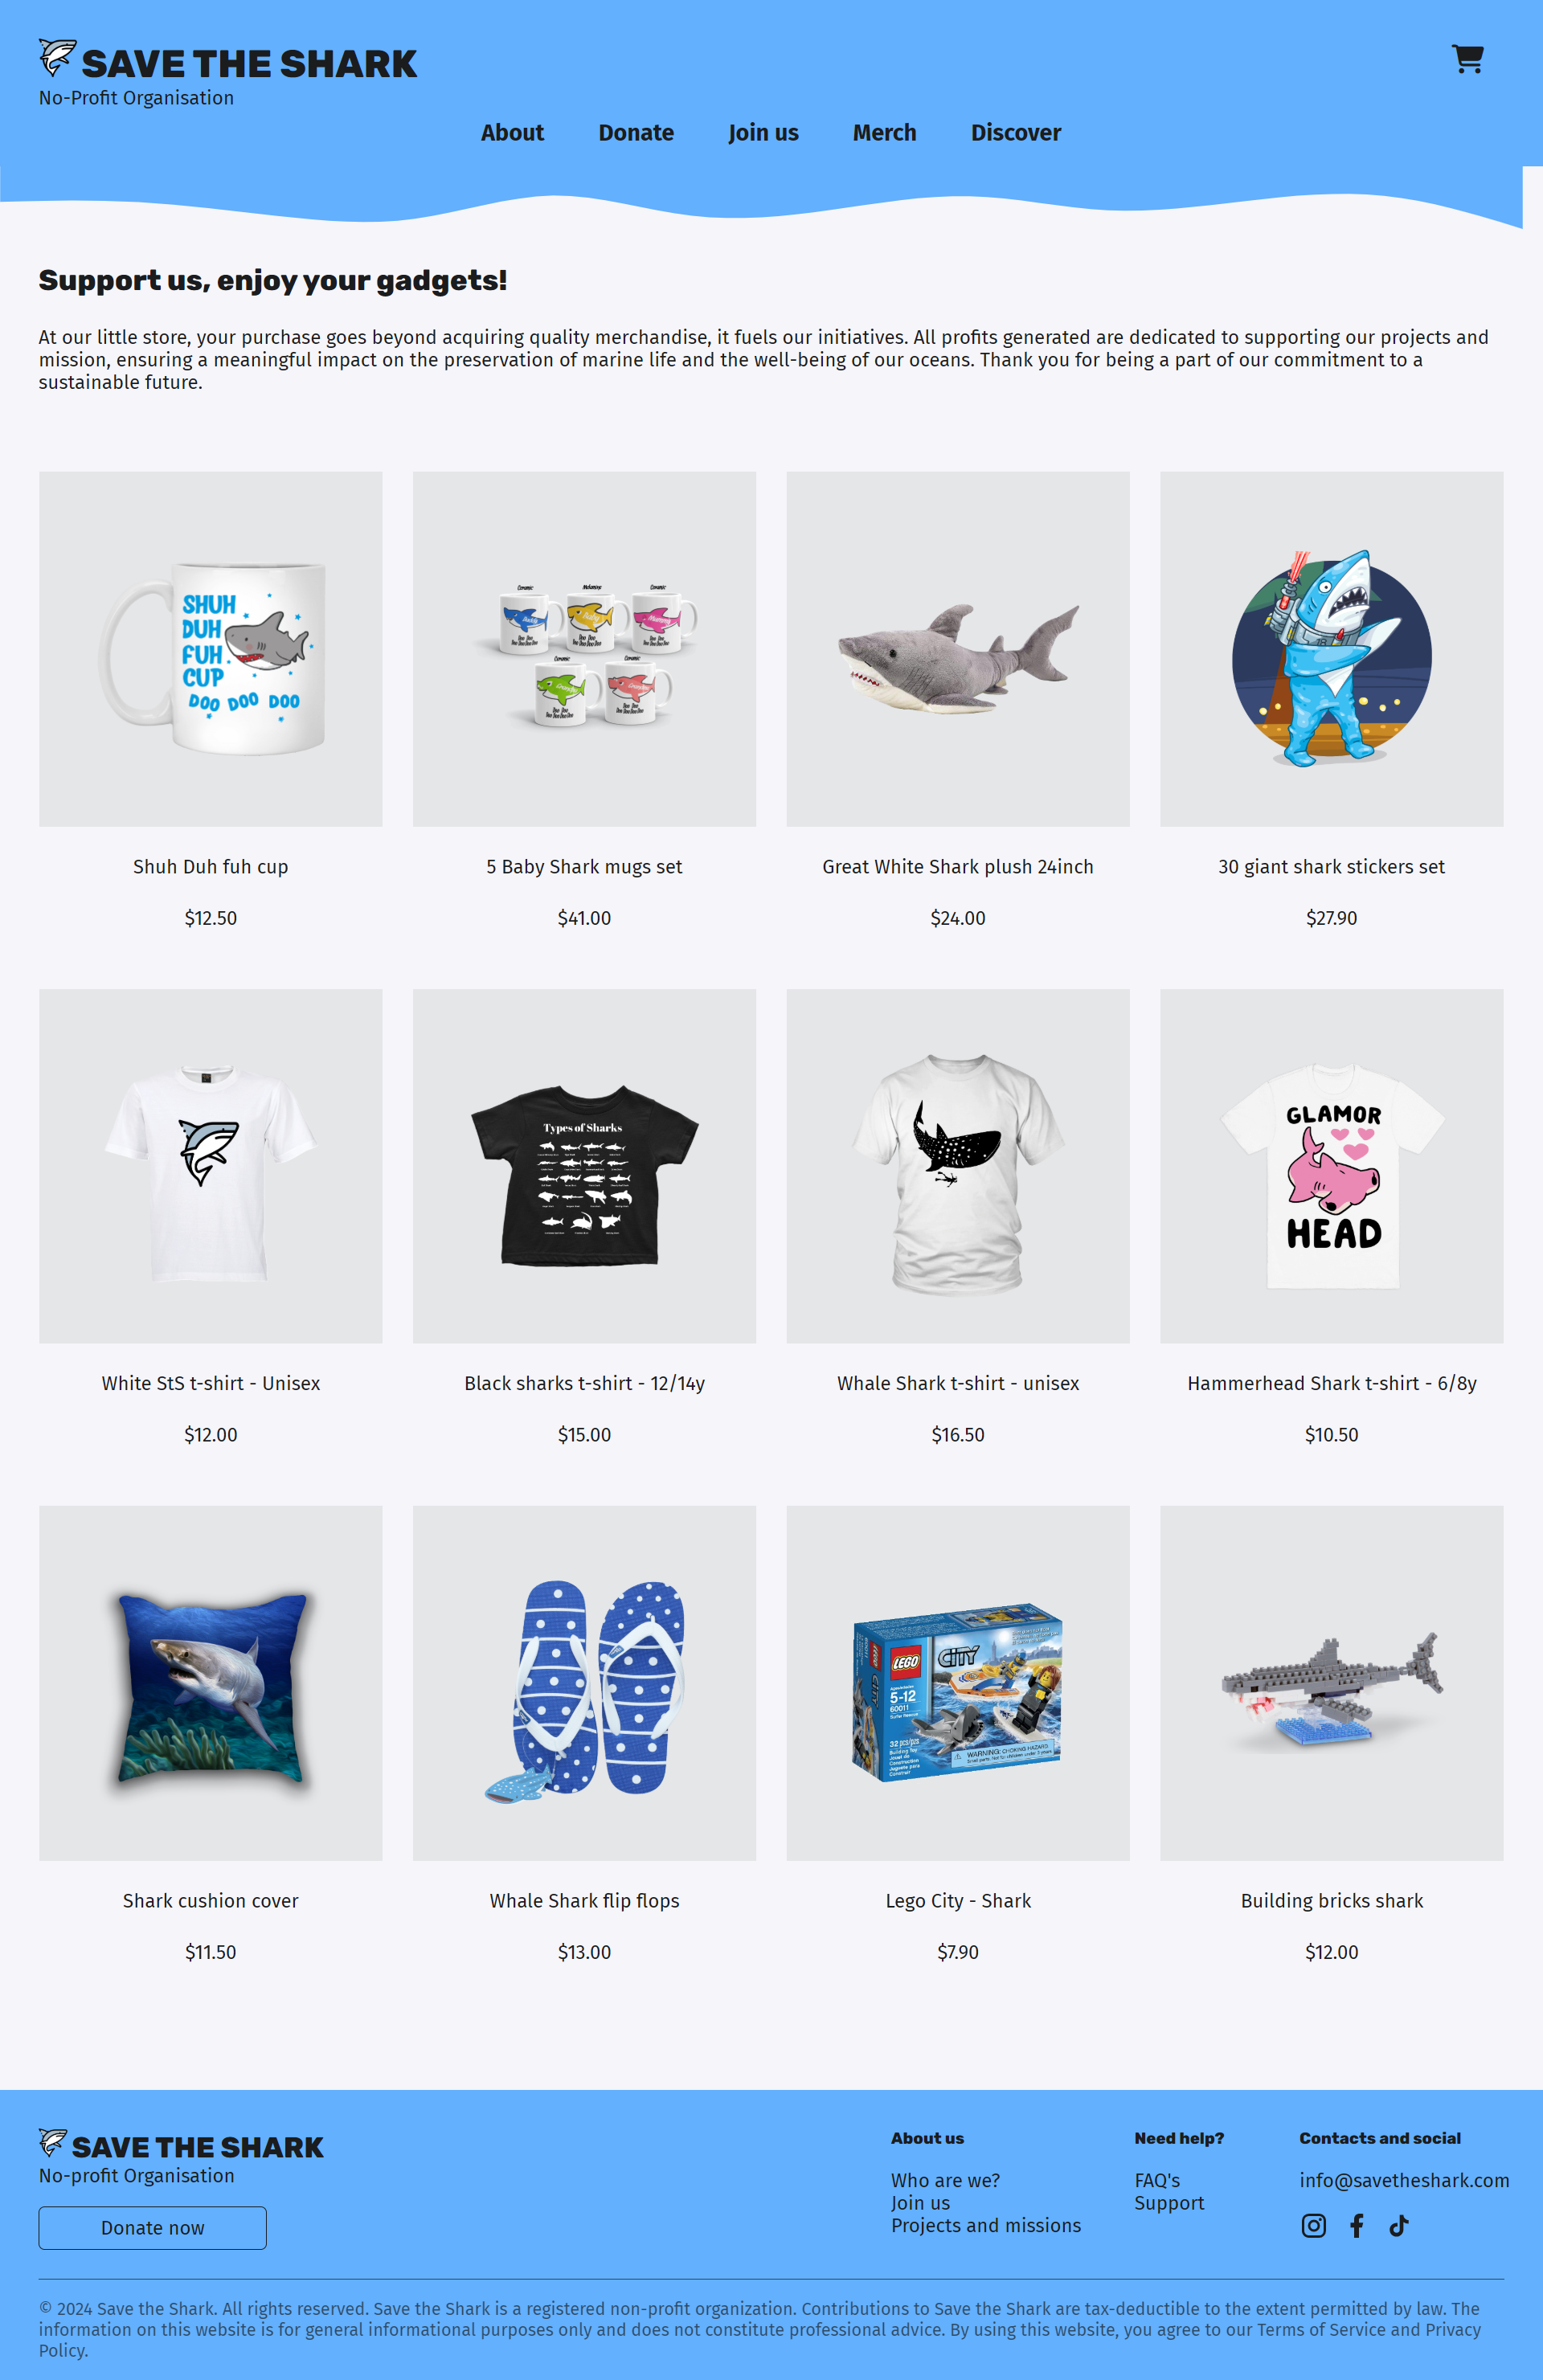 SAVE THE SHARK
No-Profit Organisation
About Donate Join us Merch Discover
Support us, enjoy your gadgets!
At our little store, your purchase goes beyond acquiring quality merchandise, it fuels our initiatives. All profits generated are dedicated to supporting our projects and
mission, ensuring a meaningful impact on the preservation of marine life and the well-being of our oceans. Thank you for being a part of our commitment to a
sustainable future.
SHUH
DUH
FUH.
CUP
DOO DOO DOO
Shuh Duh fuh cup
$12.50
5 Baby Shark mugs set
$41.00
Great White Shark plush 24inch
$24.00
30 giant shark stickers set
$27.90
White StS t-shirt - Unisex
$12.00
Types of Sharks
Black sharks t-shirt - 12/14y
$15.00
Whale Shark t-shirt - unisex
$16.50
GLAMOR
HEAD
Hammerhead Shark t-shirt - 6/8y
$10.50
Shark cushion cover
$11.50
Whale Shark flip flops
$13.00
LEGO
CITY
5-12
60011
32 pcs/pzs
WARNING: CHOKING HAZARD.
Lego City - Shark
$7.90
Building bricks shark
$12.00
SAVE THE SHARK
No-profit Organisation
Donate now
About us
Who are we?
Join us
Projects and missions
Need help?
FAQ's
Support
Contacts and social
info@savetheshark.com
© 2024 Save the Shark. All rights reserved. Save the Shark is a registered non-profit organization. Contributions to Save the Shark are tax-deductible to the extent permitted by law. The
information on this website is for general informational purposes only and does not constitute professional advice. By using this website, you agree to our Terms of Service and Privacy
Policy.